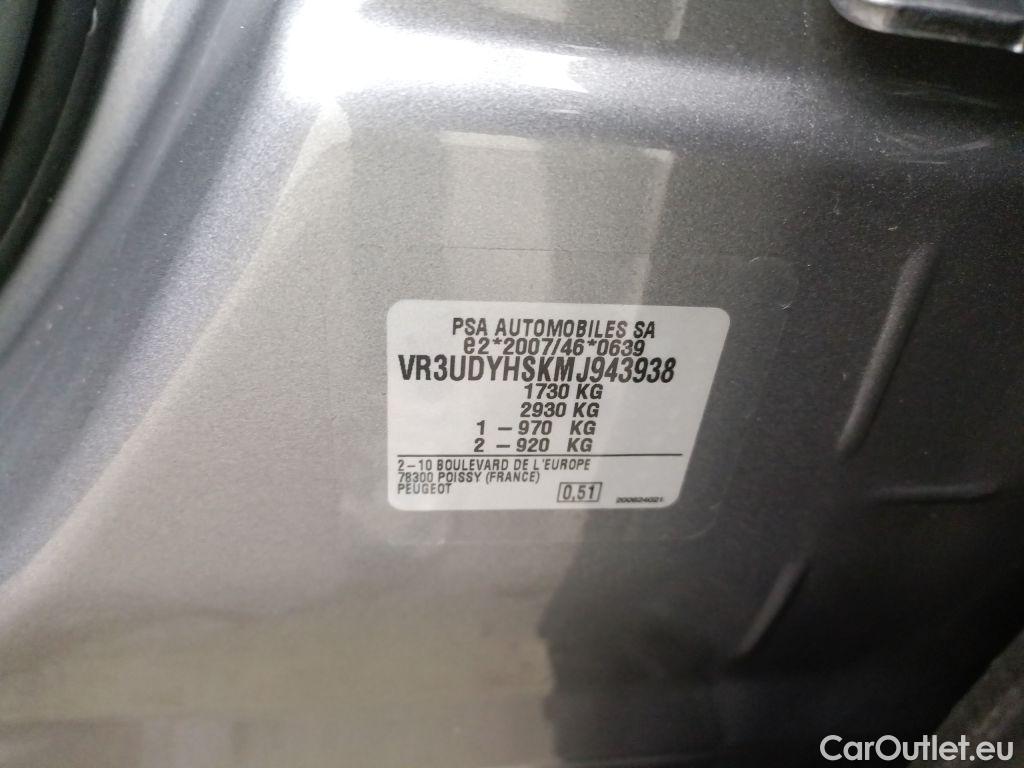 PSA AUTOMOBILES SA
e2*2007/46*0639
VR3UDYHSKMJ943938
1730 KG
2930 KG
1 – 970 KG
2 – 920 KG
2–10 BOULEVARD DE L'EUROPE
78300 POISSY (FRANCE)
PEUGEOT
0,51
200624021
CarOutlet.eu